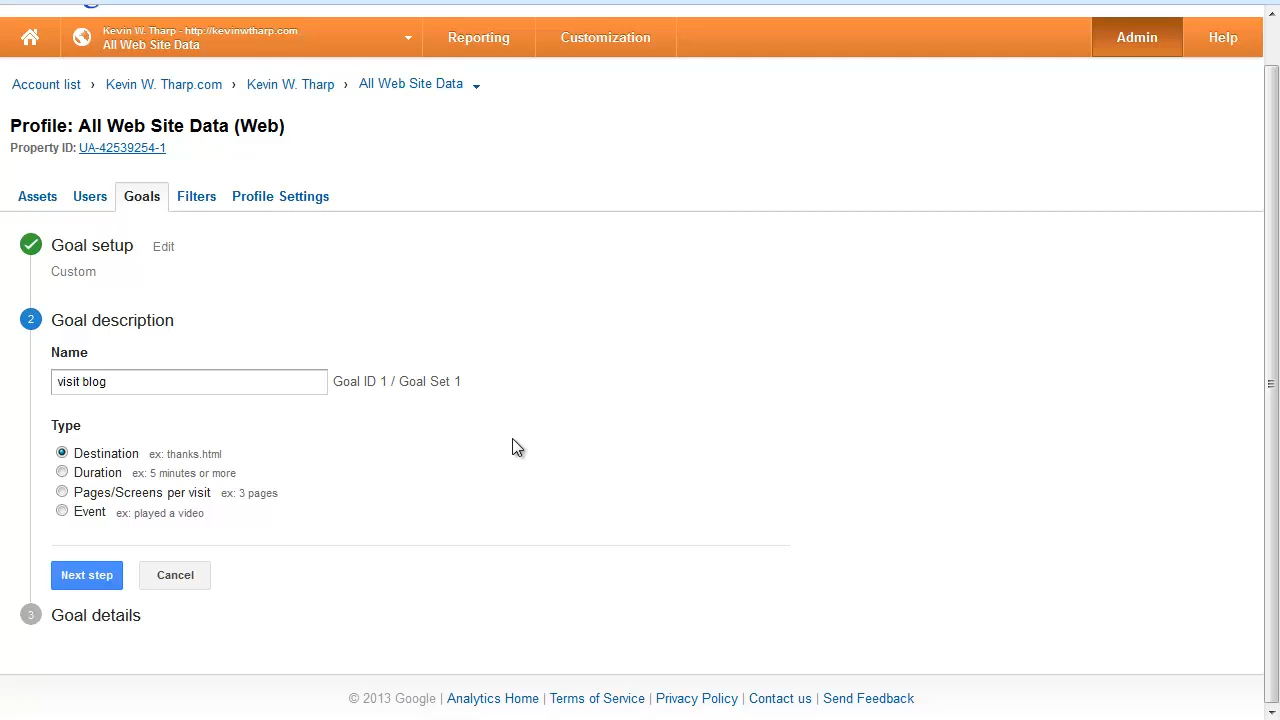 Kevin W. Tharp - http://kevinwtharp.com
All Web Site Data
Reporting
Customization
Admin
Help
Account list › Kevin W. Tharp.com › Kevin W. Tharp › All Web Site Data
Profile: All Web Site Data (Web)
Property ID: UA-42539254-1
Assets Users Goals Filters Profile Settings
Goal setup Edit
Custom
2 Goal description
Name
visit blog Goal ID 1 / Goal Set 1
Type
Destination ex: thanks.html
Duration ex: 5 minutes or more
Pages/Screens per visit ex: 3 pages
Event ex: played a video
Next step Cancel
3 Goal details
© 2013 Google | Analytics Home | Terms of Service | Privacy Policy | Contact us | Send Feedback